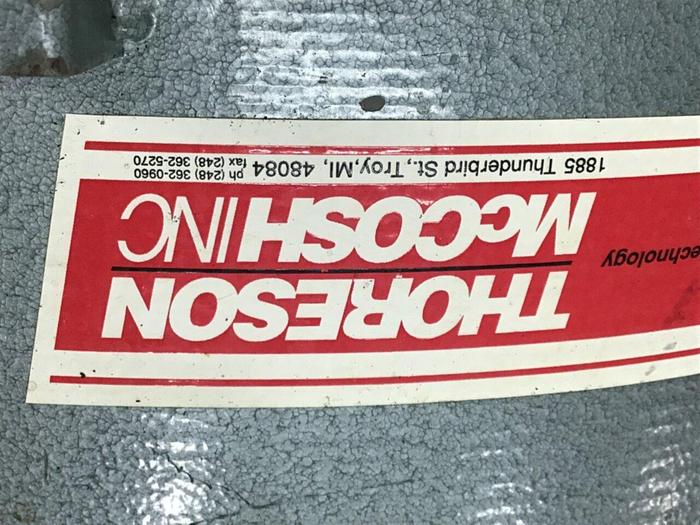 THORESON
McCOSH INC
echnology
1885 Thunderbird St., Troy, MI, 48084
ph (248) 362-0960
fax (248) 362-5270